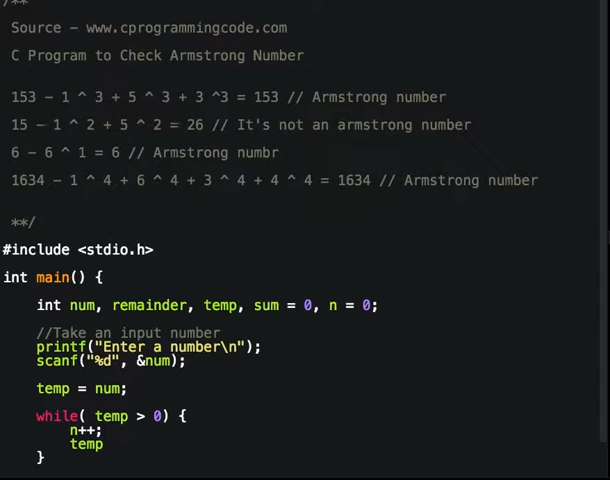 /**
Source - www.cprogrammingcode.com
C Program to Check Armstrong Number
153 - 1 ^ 3 + 5 ^ 3 + 3 ^3 = 153 // Armstrong number
15 - 1 ^ 2 + 5 ^ 2 = 26 // It's not an armstrong number
6 - 6 ^ 1 = 6 // Armstrong numbr
1634 - 1 ^ 4 + 6 ^ 4 + 3 ^ 4 + 4 ^ 4 = 1634 // Armstrong number
**/
#include <stdio.h>
int main() {
int num, remainder, temp, sum = 0, n = 0;
//Take an input number
printf("Enter a number\n");
scanf("%d", &num);
temp = num;
while( temp > 0) {
n++;
temp
}